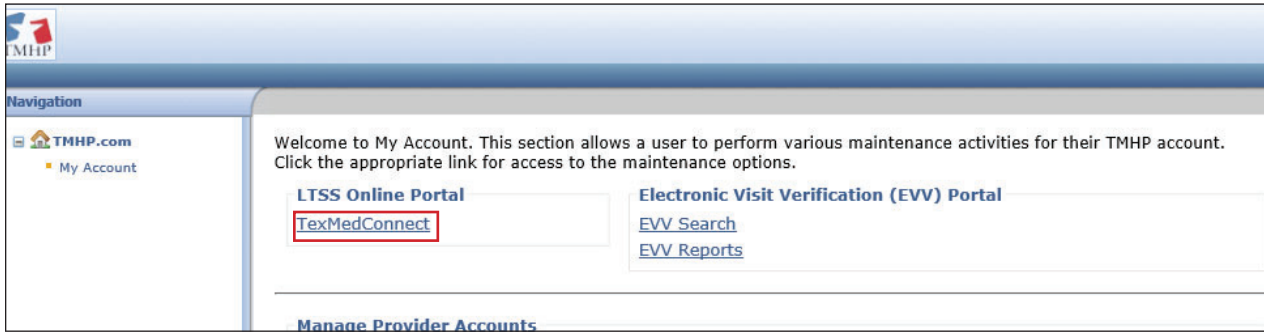 TMHP
Navigation
TMHP.com
My Account
Welcome to My Account. This section allows a user to perform various maintenance activities for their TMHP account.
Click the appropriate link for access to the maintenance options.
LTSS Online Portal
TexMedConnect
Electronic Visit Verification (EVV) Portal
EVV Search
EVV Reports
Manage Provider Accounts